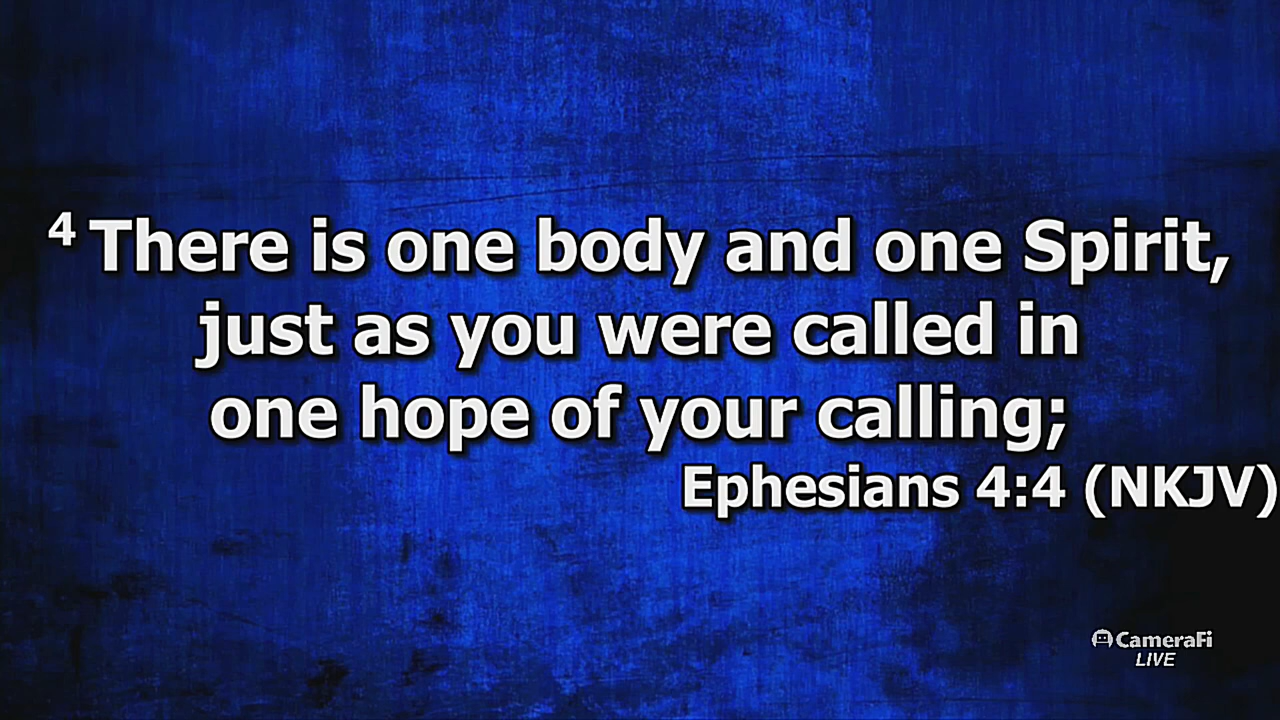 4 There is one body and one Spirit,
just as you were called in
one hope of your calling;
Ephesians 4:4 (NKJV)
CameraFi
LIVE